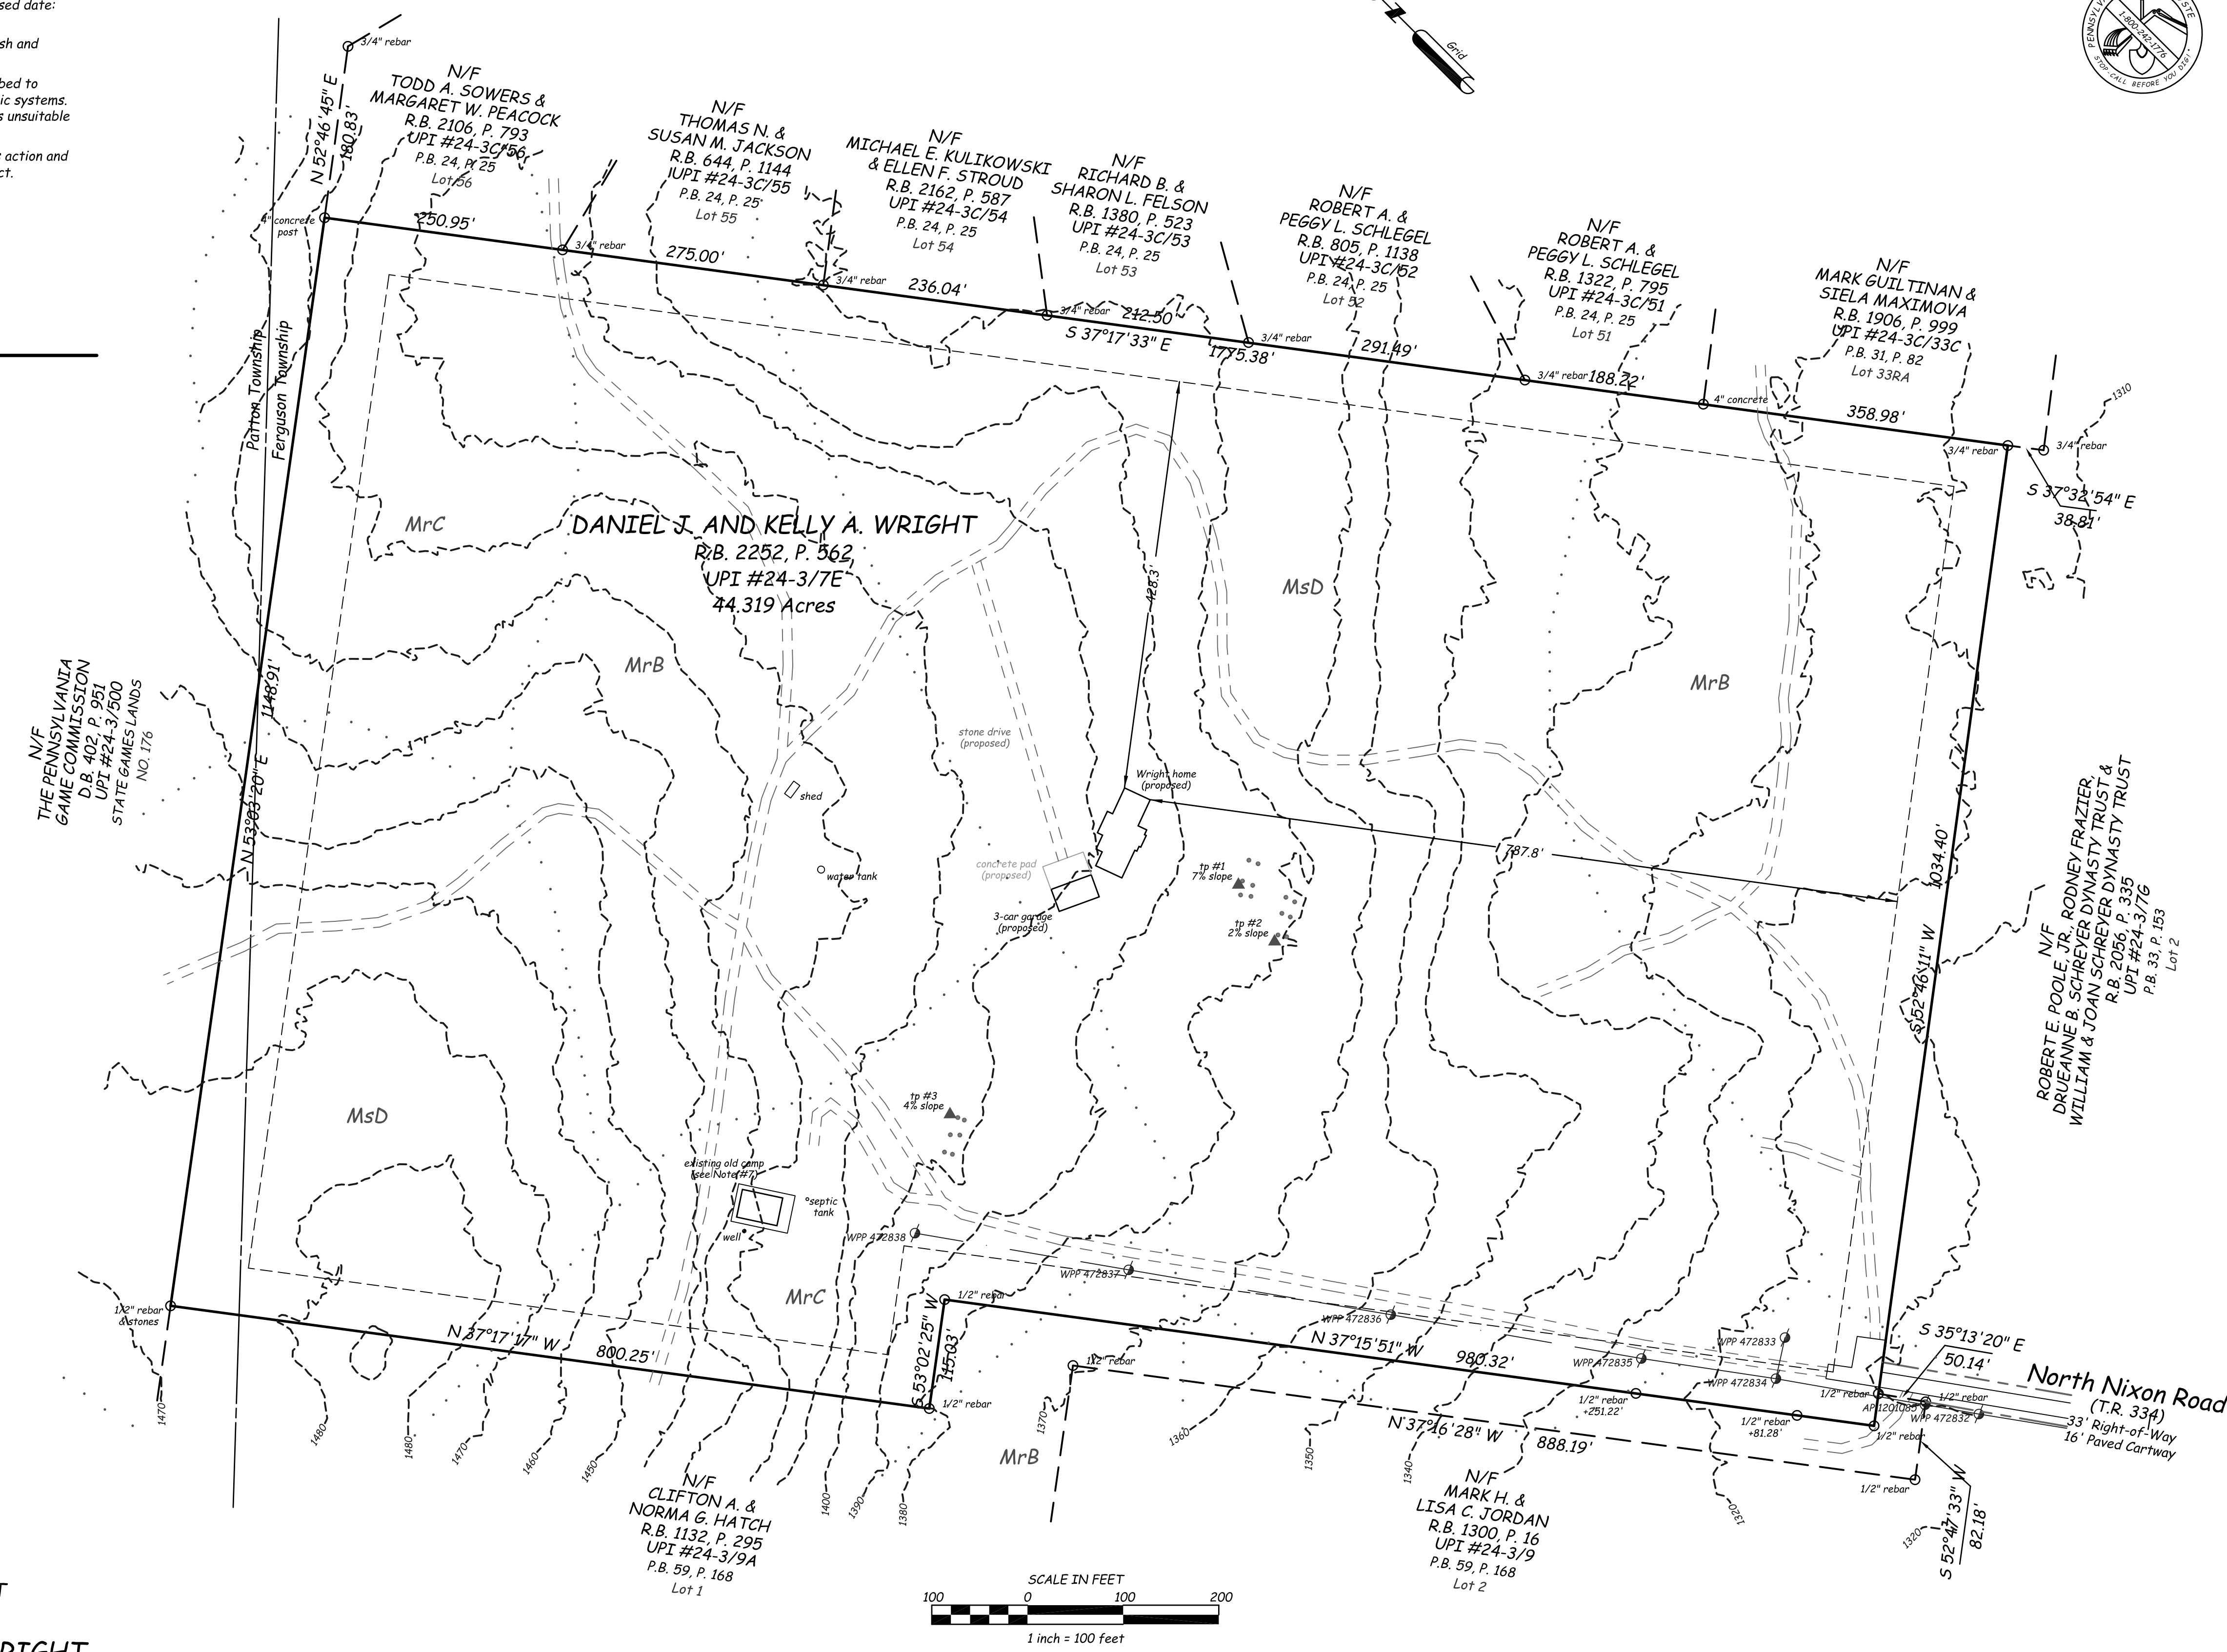 sed date:
sh and
bed to
ic systems.
s unsuitable
action and
ct.
Grid
PENNSYLV
STE
1-800-242-1776
STOP-CALL BEFORE YOU DIG!
3/4" rebar
N 52°46'45" E
180.83'
N/F
TODD A. SOWERS &
MARGARET W. PEACOCK
R.B. 2106, P. 793
UPI #24-3C/56
P.B. 24, P. 25
Lot 56
N/F
THOMAS N. &
SUSAN M. JACKSON
R.B. 644, P. 1144
UPI #24-3C/55
P.B. 24, P. 25
Lot 55
N/F
MICHAEL E. KULIKOWSKI
& ELLEN F. STROUD
R.B. 2162, P. 587
UPI #24-3C/54
P.B. 24, P. 25
Lot 54
N/F
RICHARD B. &
SHARON L. FELSON
R.B. 1380, P. 523
UPI #24-3C/53
P.B. 24, P. 25
Lot 53
N/F
ROBERT A. &
PEGGY L. SCHLEGEL
R.B. 805, P. 1138
UPI #24-3C/52
P.B. 24, P. 25
Lot 52
N/F
ROBERT A. &
PEGGY L. SCHLEGEL
R.B. 1322, P. 795
UPI #24-3C/51
P.B. 24, P. 25
Lot 51
N/F
MARK GUILTINAN &
SIELA MAXIMOVA
R.B. 1906, P. 999
UPI #24-3C/33C
P.B. 31, P. 82
Lot 33RA
1310
4" concrete
post
250.95'
3/4" rebar
275.00'
3/4" rebar
236.04'
3/4" rebar
212.50'
S 37°17'33" E
1775.38'
3/4" rebar
291.49'
3/4" rebar
188.22'
4" concrete
358.98'
3/4" rebar
3/4" rebar
S 37°32'54" E
38.81'
Patton Township
Ferguson Township
MrC
DANIEL J. AND KELLY A. WRIGHT
R.B. 2252, P. 562
UPI #24-3/7E
44.319 Acres
428.3'
MsD
MrB
MrB
N/F
THE PENNSYLVANIA
GAME COMMISSION
D.B. 402, P. 951
UPI #24-3/500
STATE GAMES LANDS
NO. 176
1148.91'
N 53°03'20" E
stone drive
(proposed)
shed
Wright home
(proposed)
water tank
concrete pad
(proposed)
3-car garage
(proposed)
tp #1
7% slope
tp #2
2% slope
787.8'
1034.40'
S 52°46'11" W
N/F
ROBERT E. POOLE, JR., RODNEY FRAZIER,
DRUEANNE B. SCHREYER DYNASTY TRUST &
WILLIAM & JOAN SCHREYER DYNASTY TRUST
R.B. 2056, P. 335
UPI #24-3/7G
P.B. 33, P. 153
Lot 2
MsD
tp #3
4% slope
existing old camp
(see Note #7)
septic
tank
well
WPP 472838
WPP 472837
WPP 472836
WPP 472835
WPP 472833
WPP 472834
1/2" rebar
& stones
MrC
1/2" rebar
N 37°17'17" W
800.25'
S 53°02'25" W
115.03
1/2" rebar
1/2" rebar
N 37°15'51" W
980.32'
1/2" rebar
+251.22'
1/2" rebar
+81.28'
1/2" rebar
1/2" rebar
AP 1201085
1/2" rebar
WPP 472832
S 35°13'20" E
50.14'
North Nixon Road
(T.R. 334)
33' Right-of-Way
16' Paved Cartway
N 37°16'28" W
888.19'
1/2" rebar
S 52°47'33" W
82.18'
MrB
1470
1480
1480
1470
1460
1450
1400
1390
1380
1370
1360
1350
1340
1320
1320
N/F
CLIFTON A. &
NORMA G. HATCH
R.B. 1132, P. 295
UPI #24-3/9A
P.B. 59, P. 168
Lot 1
N/F
MARK H. &
LISA C. JORDAN
R.B. 1300, P. 16
UPI #24-3/9
P.B. 59, P. 168
Lot 2
SCALE IN FEET
100 0 100 200
1 inch = 100 feet
RIGHT